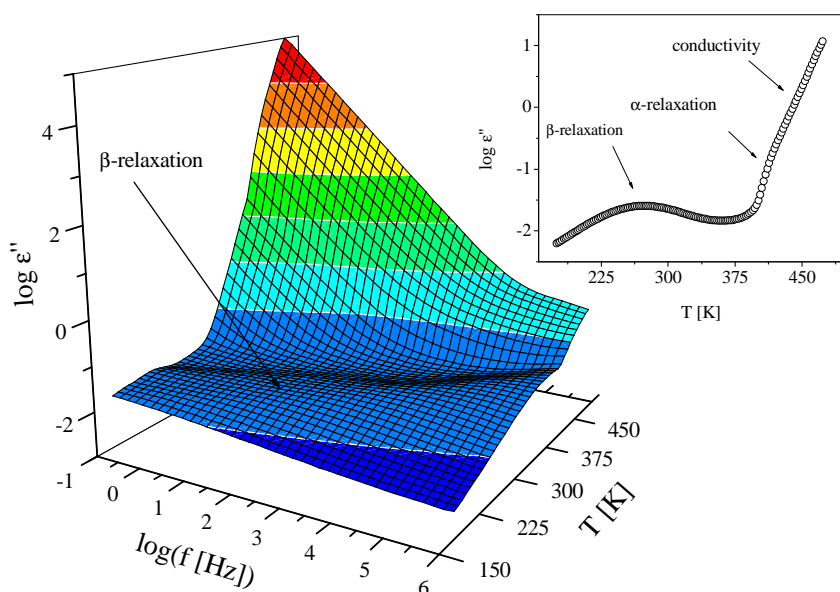 4
2
0
-2
log ε"
β-relaxation
-1
0
1
2
3
4
5
6
log(f [Hz])
150
225
300
375
450
T [K]
1
0
-1
-2
log ε"
conductivity
α-relaxation
β-relaxation
225
300
375
450
T [K]